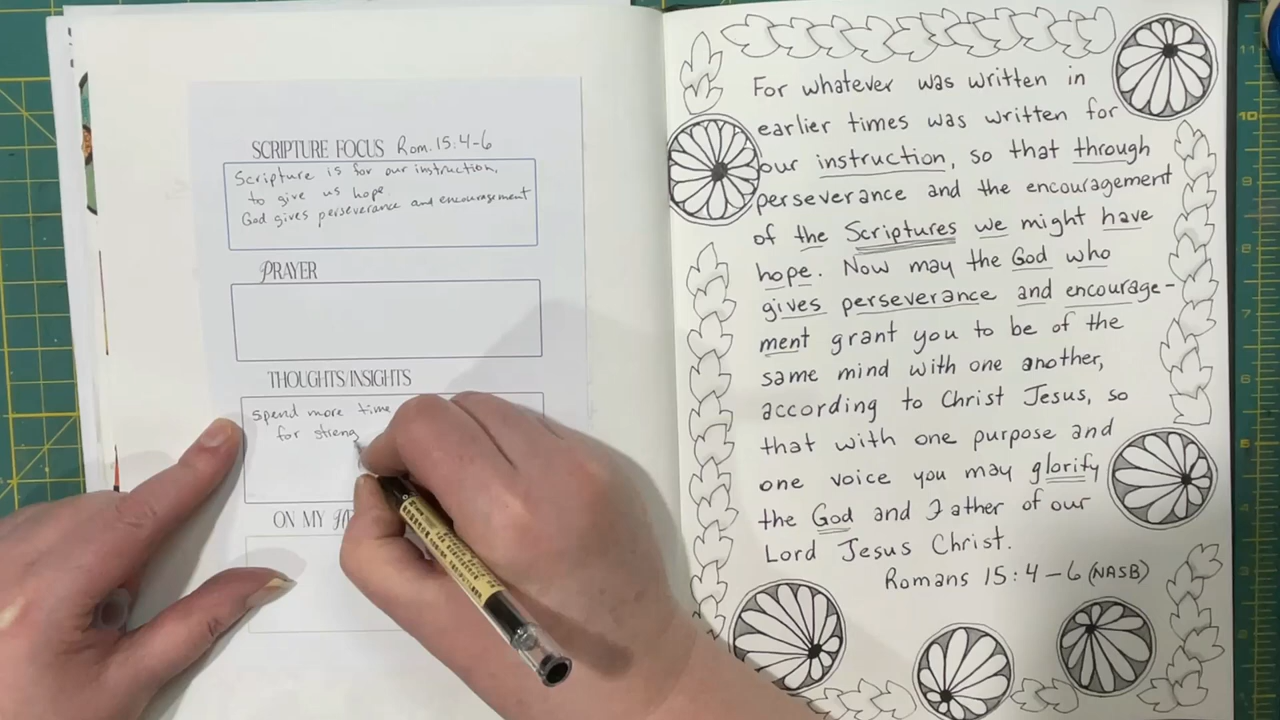 SCRIPTURE FOCUS Rom. 15:4-6
Scripture is for our instruction,
to give us hope.
God gives perseverance and encouragement
PRAYER
THOUGHTS/INSIGHTS
Spend more time
for streng
ON MY
For whatever was written in
earlier times was written for
our instruction, so that through
perseverance and the encouragement
of the Scriptures we might have
hope. Now may the God who
gives perseverance and encourage-
ment grant you to be of the
same mind with one another,
according to Christ Jesus, so
that with one purpose and
one voice you may glorify
the God and Father of our
Lord Jesus Christ.
Romans 15:4-6 (NASB)
11
10
9
8